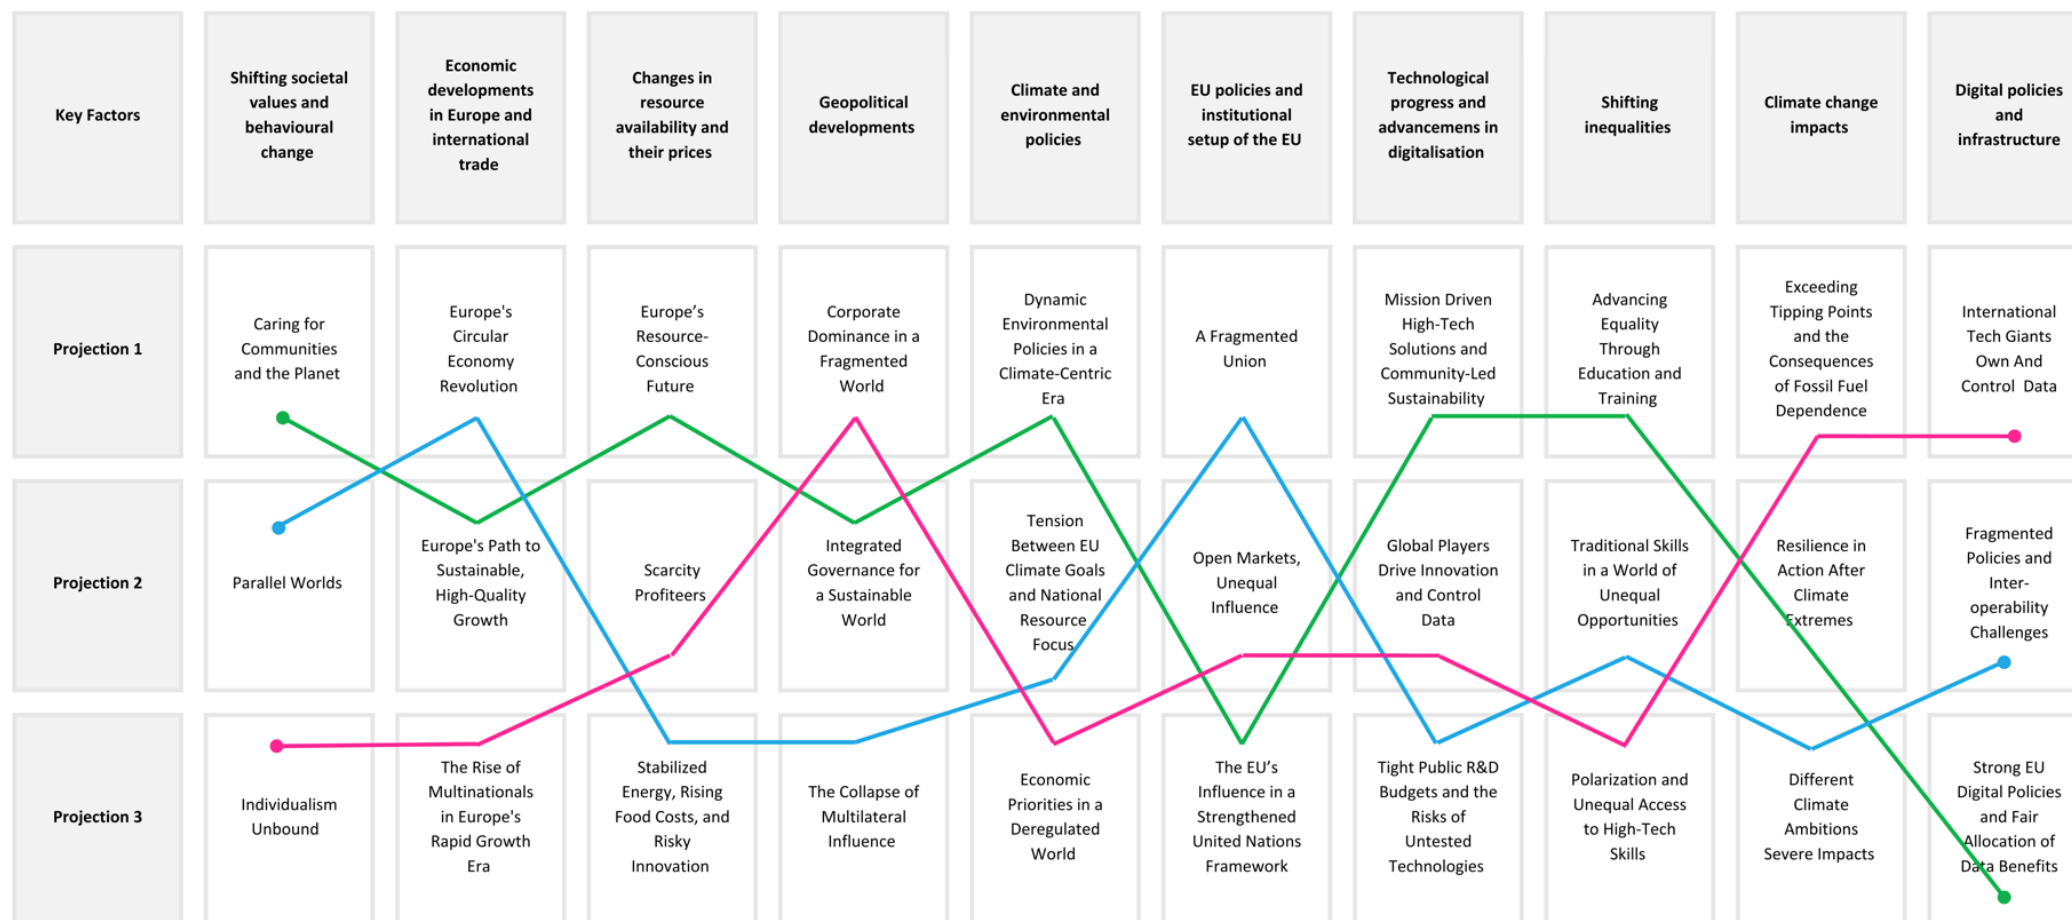 Key Factors
Shifting societal
values and
behavioural
change
Economic
developments
in Europe and
international
trade
Changes in
resource
availability and
their prices
Geopolitical
developments
Climate and
environmental
policies
EU policies and
institutional
setup of the EU
Technological
progress and
advancemens in
digitalisation
Shifting
inequalities
Climate change
impacts
Digital policies
and
infrastructure
Projection 1
Caring for
Communities
and the Planet
Europe's
Circular
Economy
Revolution
Europe’s
Resource-
Conscious
Future
Corporate
Dominance in a
Fragmented
World
Dynamic
Environmental
Policies in a
Climate-Centric
Era
A Fragmented
Union
Mission Driven
High-Tech
Solutions and
Community-Led
Sustainability
Advancing
Equality
Through
Education and
Training
Exceeding
Tipping Points
and the
Consequences
of Fossil Fuel
Dependence
International
Tech Giants
Own And
Control Data
Projection 2
Parallel Worlds
Europe's Path to
Sustainable,
High-Quality
Growth
Scarcity
Profiteers
Integrated
Governance for
a Sustainable
World
Tension
Between EU
Climate Goals
and National
Resource
Focus
Open Markets,
Unequal
Influence
Global Players
Drive Innovation
and Control
Data
Traditional Skills
in a World of
Unequal
Opportunities
Resilience in
Action After
Climate
Extremes
Fragmented
Policies and
Inter-
operability
Challenges
Projection 3
Individualism
Unbound
The Rise of
Multinationals
in Europe's
Rapid Growth
Era
Stabilized
Energy, Rising
Food Costs, and
Risky
Innovation
The Collapse of
Multilateral
Influence
Economic
Priorities in a
Deregulated
World
The EU’s
Influence in a
Strengthened
United Nations
Framework
Tight Public R&D
Budgets and the
Risks of
Untested
Technologies
Polarization and
Unequal Access
to High-Tech
Skills
Different
Climate
Ambitions
Severe Impacts
Strong EU
Digital Policies
and Fair
Allocation of
Data Benefits